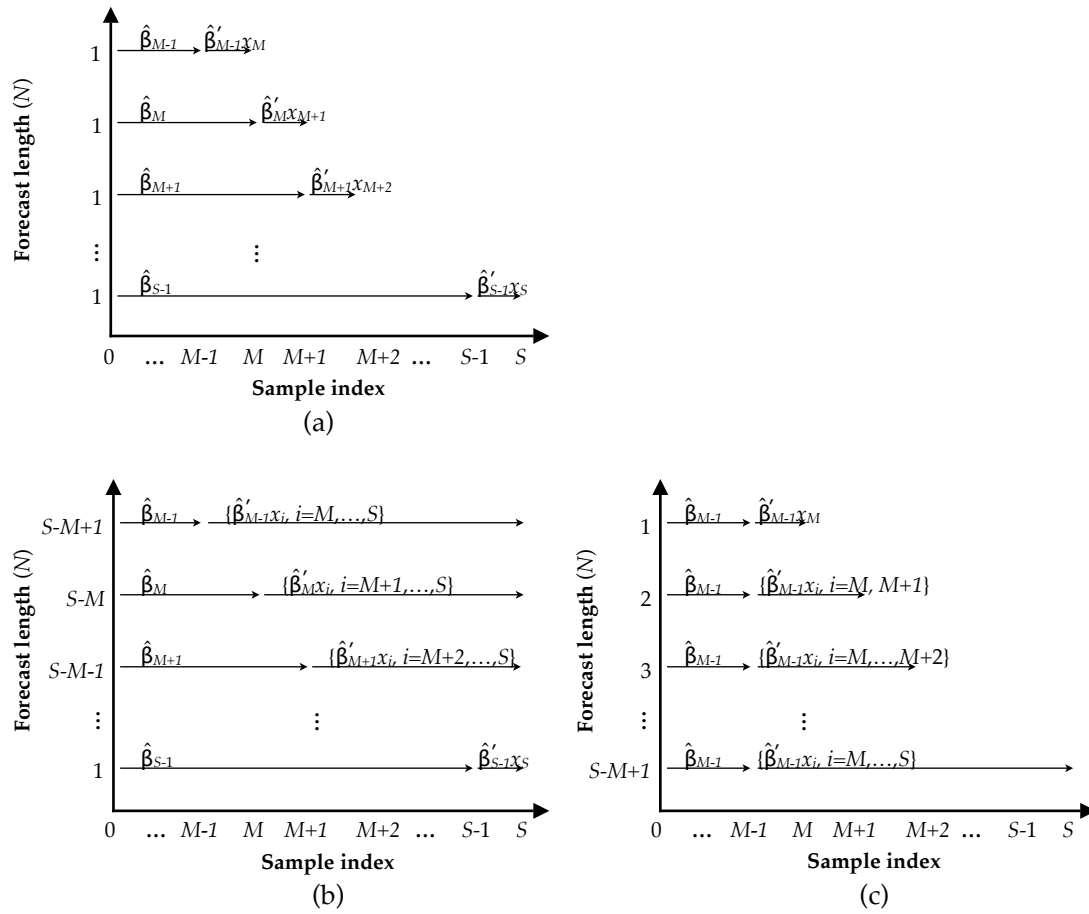 Forecast length (N)
1 β̂M-1 β̂′M-1xM
1 β̂M β̂′MxM+1
1 β̂M+1 β̂′M+1xM+2
⋮ ⋮
1 β̂S-1 β̂′S-1xS
0 ... M-1 M M+1 M+2 ... S-1 S
Sample index
(a)
Forecast length (N)
S-M+1 β̂M-1 {β̂′M-1xi, i=M,...,S}
S-M β̂M {β̂′Mxi, i=M+1,...,S}
S-M-1 β̂M+1 {β̂′M+1xi, i=M+2,...,S}
⋮ ⋮
1 β̂S-1 β̂′S-1xS
0 ... M-1 M M+1 M+2 ... S-1 S
Sample index
(b)
Forecast length (N)
1 β̂M-1 β̂′M-1xM
2 β̂M-1 {β̂′M-1xi, i=M, M+1}
3 β̂M-1 {β̂′M-1xi, i=M,...,M+2}
⋮ ⋮
S-M+1 β̂M-1 {β̂′M-1xi, i=M,...,S}
0 ... M-1 M M+1 M+2 ... S-1 S
Sample index
(c)